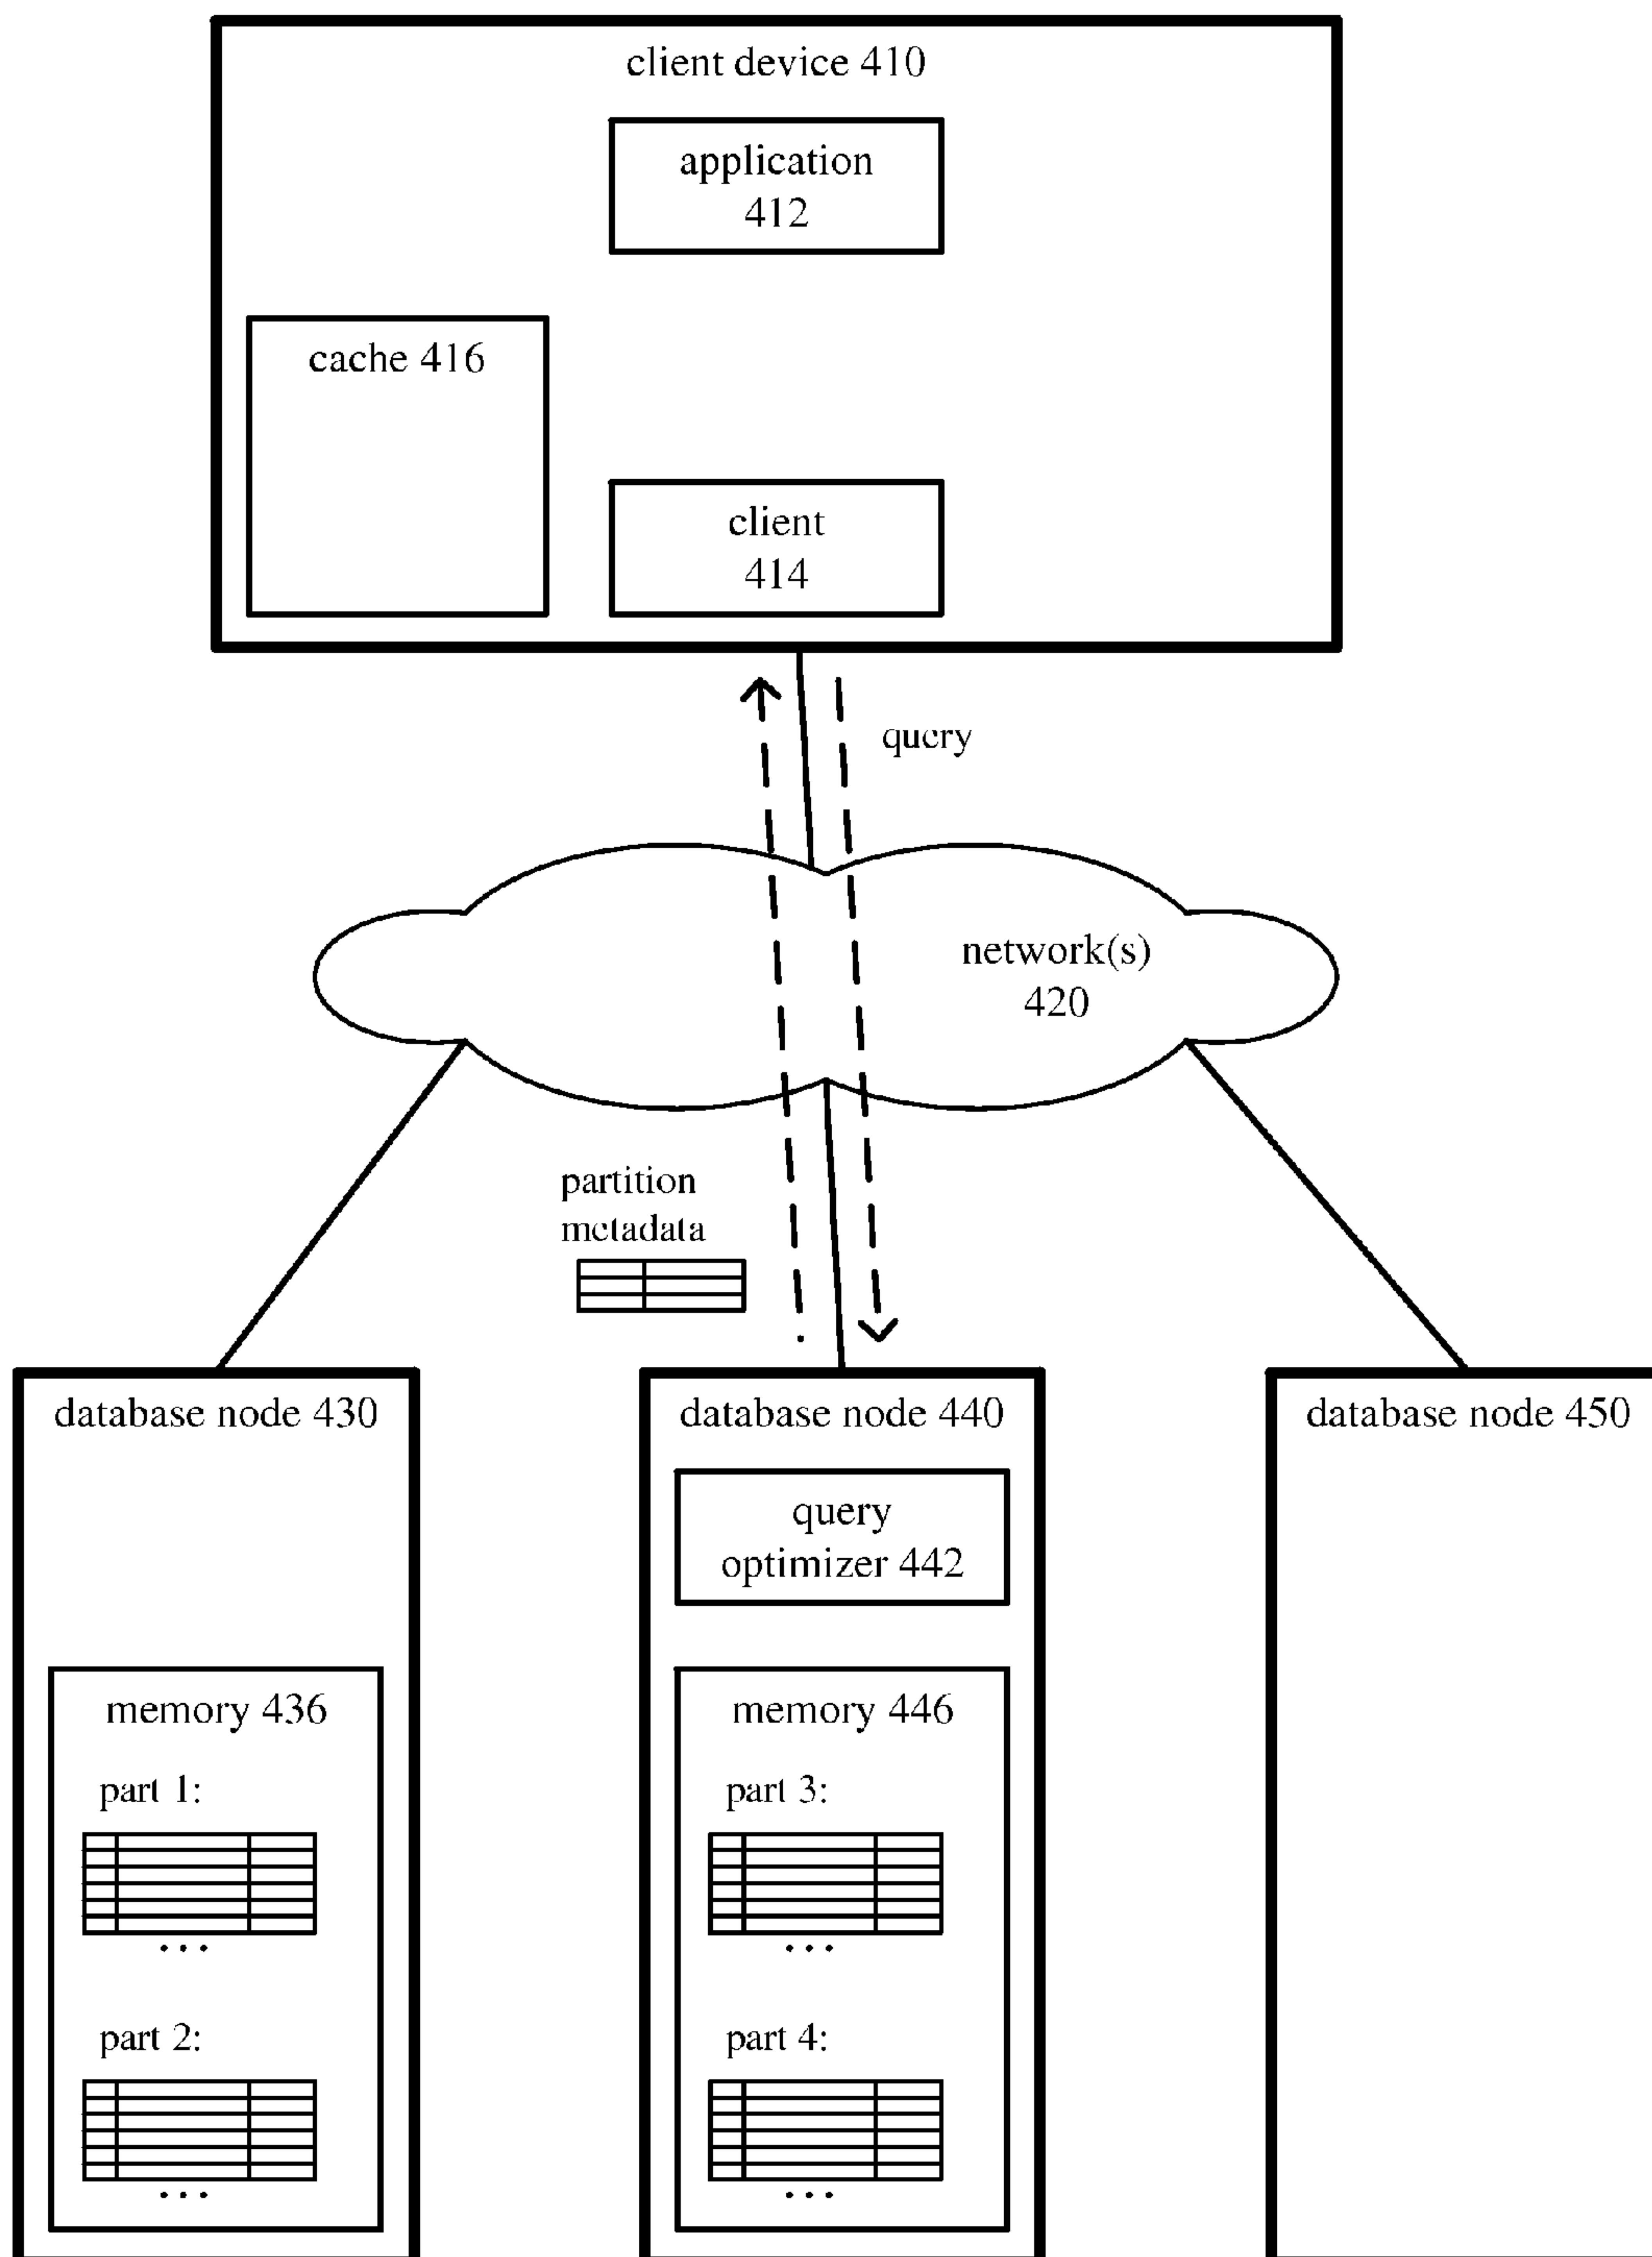 client device 410
application
412
cache 416
client
414
query
network(s)
420
partition
metadata
database node 430
database node 440
database node 450
query
optimizer 442
memory 436
memory 446
part 1:
part 3:
...
...
part 2:
part 4:
...
...